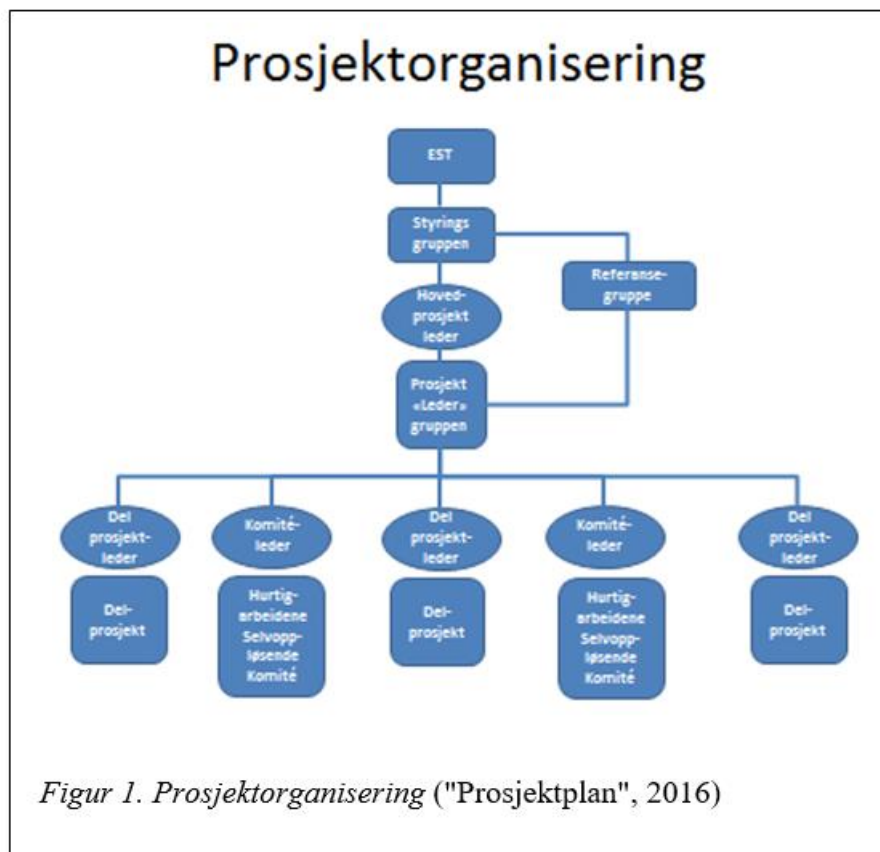 Prosjektorganisering
EST
Styrings
gruppen
Referanse-
gruppe
Hoved-
prosjekt
leder
Prosjekt
«Leder»
gruppen
Del
prosjekt-
leder
Komité-
leder
Del
prosjekt-
leder
Komité-
leder
Del
prosjekt-
leder
Del-
prosjekt
Hurtig-
arbeidene
Selvopp-
løsende
Komité
Del-
prosjekt
Hurtig-
arbeidene
Selvopp-
løsende
Komité
Del-
prosjekt
Figur 1. Prosjektorganisering ("Prosjektplan", 2016)